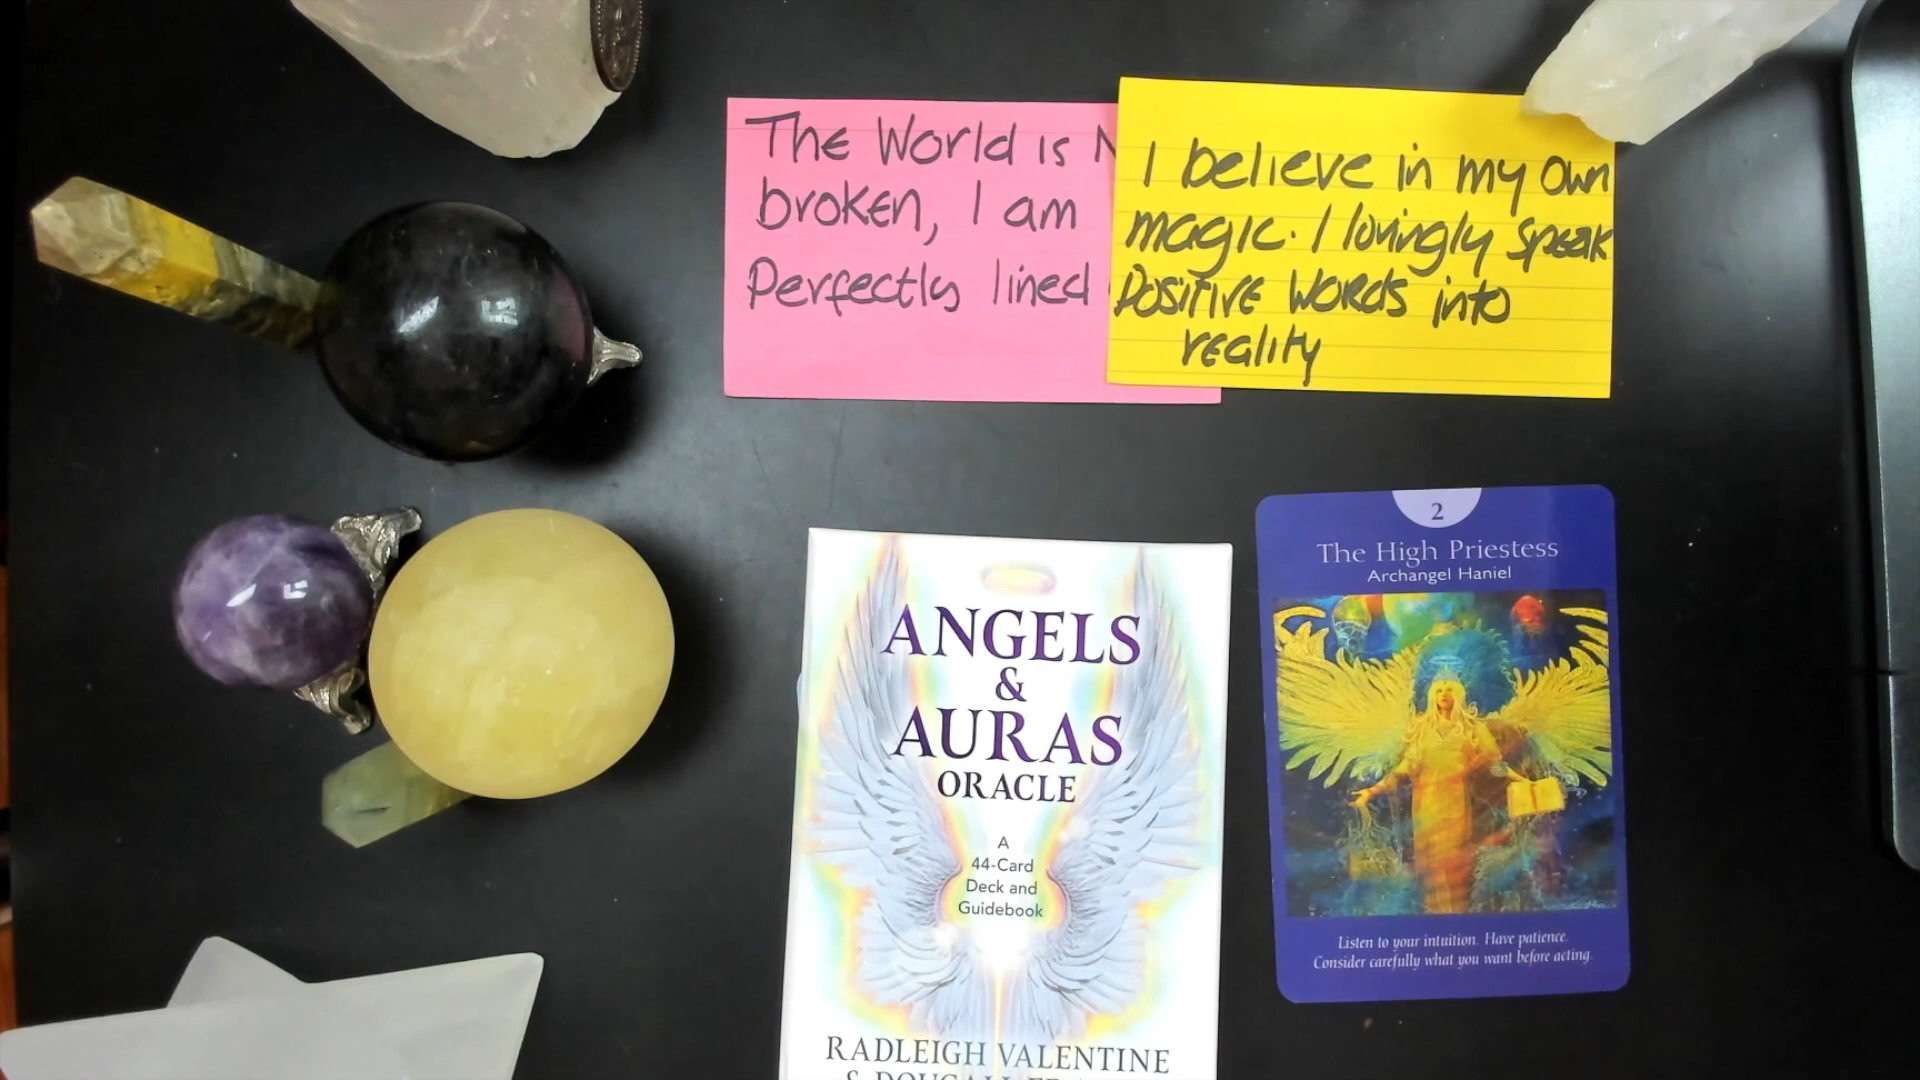 The World is
broken, I am
Perfectly lined
I believe in my own
magic. I lovingly speak
positive words into
reality
ANGELS
&
AURAS
ORACLE
A
44-Card
Deck and
Guidebook
RADLEIGH VALENTINE
2
The High Priestess
Archangel Haniel
Listen to your intuition. Have patience.
Consider carefully what you want before acting.